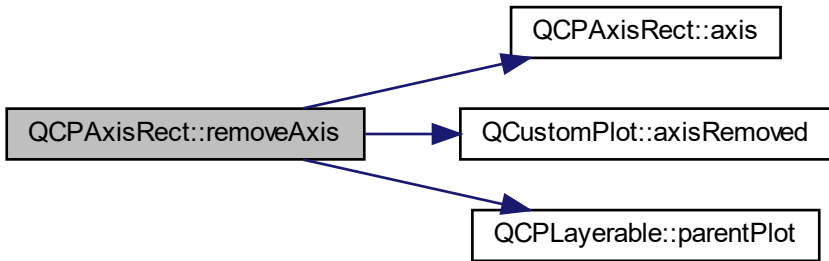 QCPAxisRect::axis
QCPAxisRect::removeAxis
QCustomPlot::axisRemoved
QCPLayerable::parentPlot